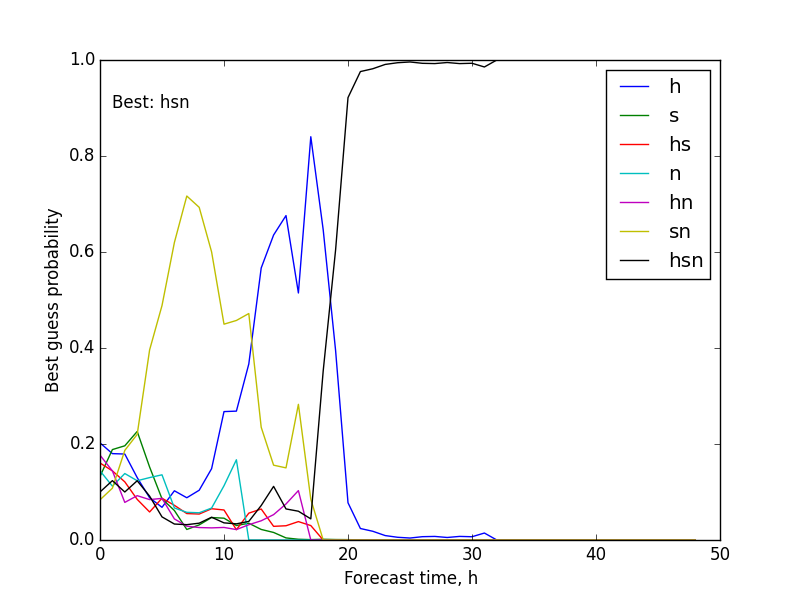 1.0
0.8
0.6
0.4
0.2
0.0
0
10
20
30
40
50
Best guess probability
Forecast time, h
Best: hsn
h
s
hs
n
hn
sn
hsn